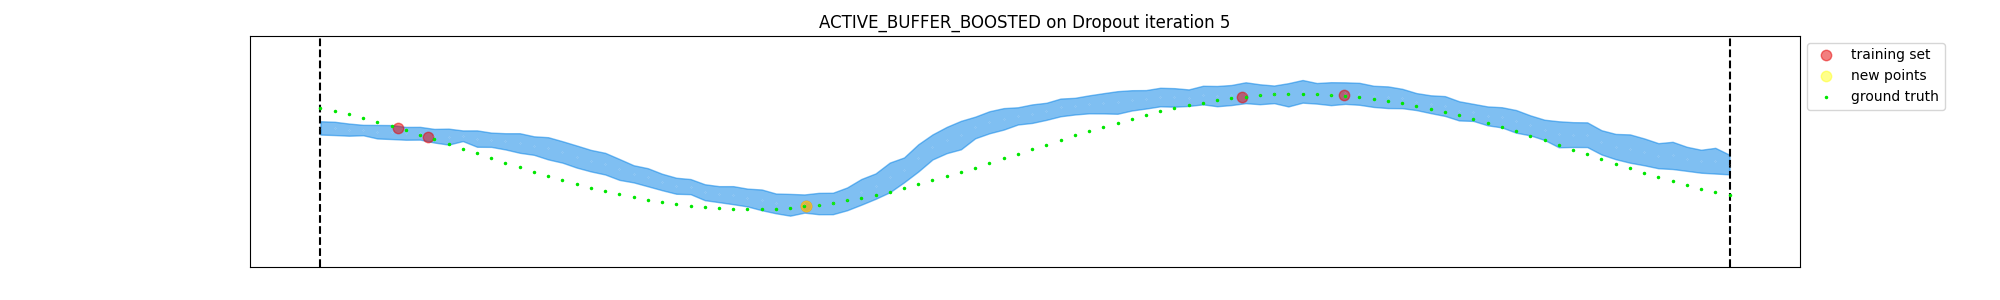 ACTIVE_BUFFER_BOOSTED on Dropout iteration 5
training set
new points
ground truth